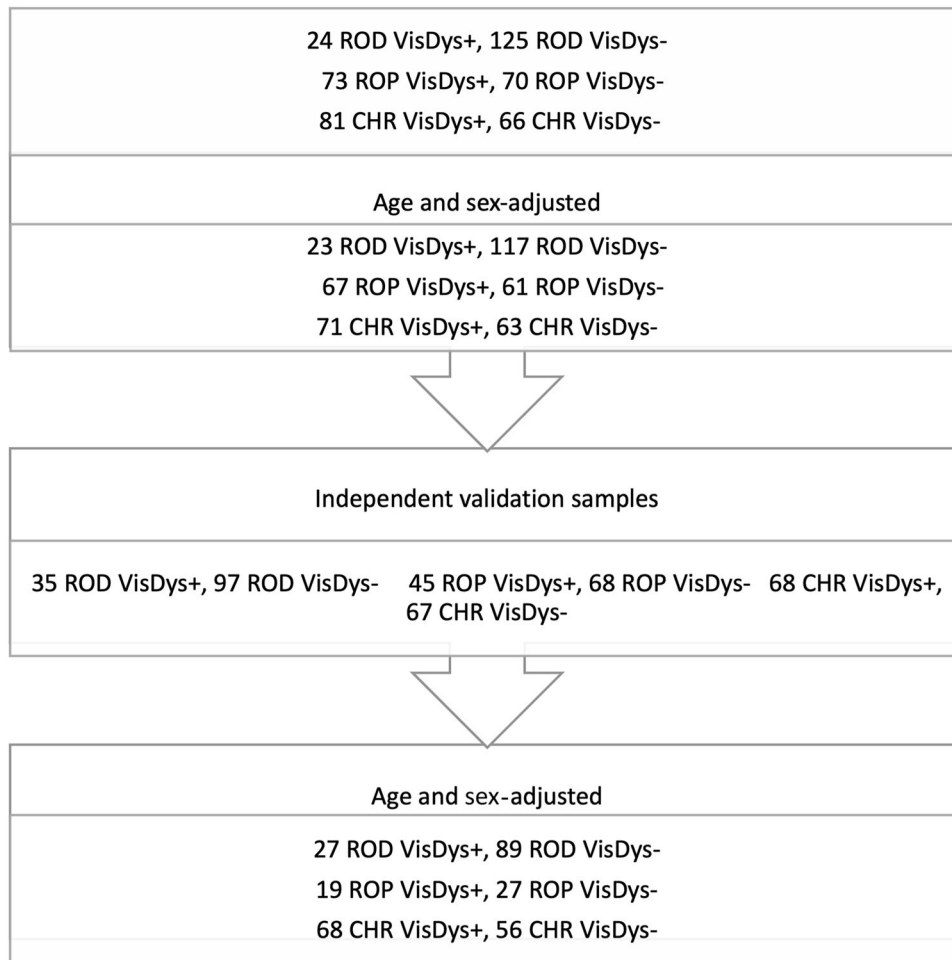 24 ROD VisDys+, 125 ROD VisDys-
73 ROP VisDys+, 70 ROP VisDys-
81 CHR VisDys+, 66 CHR VisDys-
Age and sex-adjusted
23 ROD VisDys+, 117 ROD VisDys-
67 ROP VisDys+, 61 ROP VisDys-
71 CHR VisDys+, 63 CHR VisDys-
Independent validation samples
35 ROD VisDys+, 97 ROD VisDys- 45 ROP VisDys+, 68 ROP VisDys- 68 CHR VisDys+,
67 CHR VisDys-
Age and sex-adjusted
27 ROD VisDys+, 89 ROD VisDys-
19 ROP VisDys+, 27 ROP VisDys-
68 CHR VisDys+, 56 CHR VisDys-